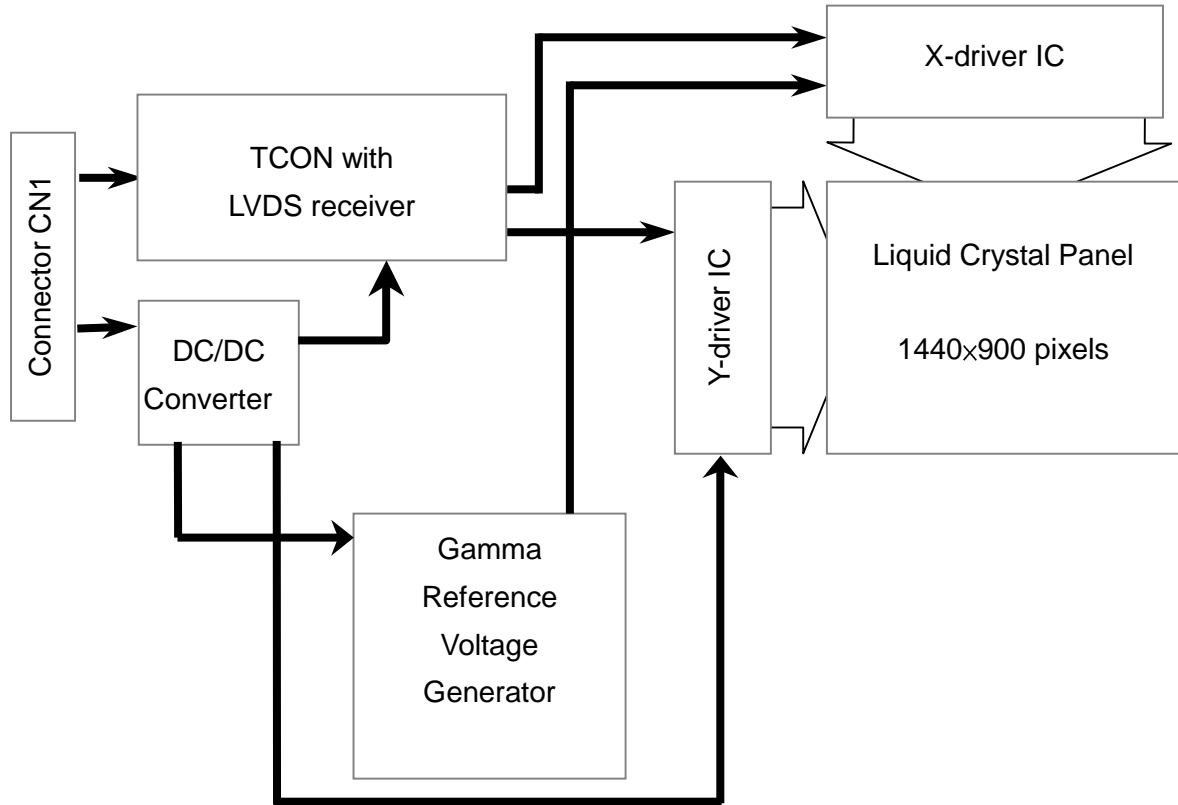 X-driver IC
TCON with
LVDS receiver
Connector CN1
Y-driver IC
Liquid Crystal Panel
1440×900 pixels
DC/DC
Converter
Gamma
Reference
Voltage
Generator